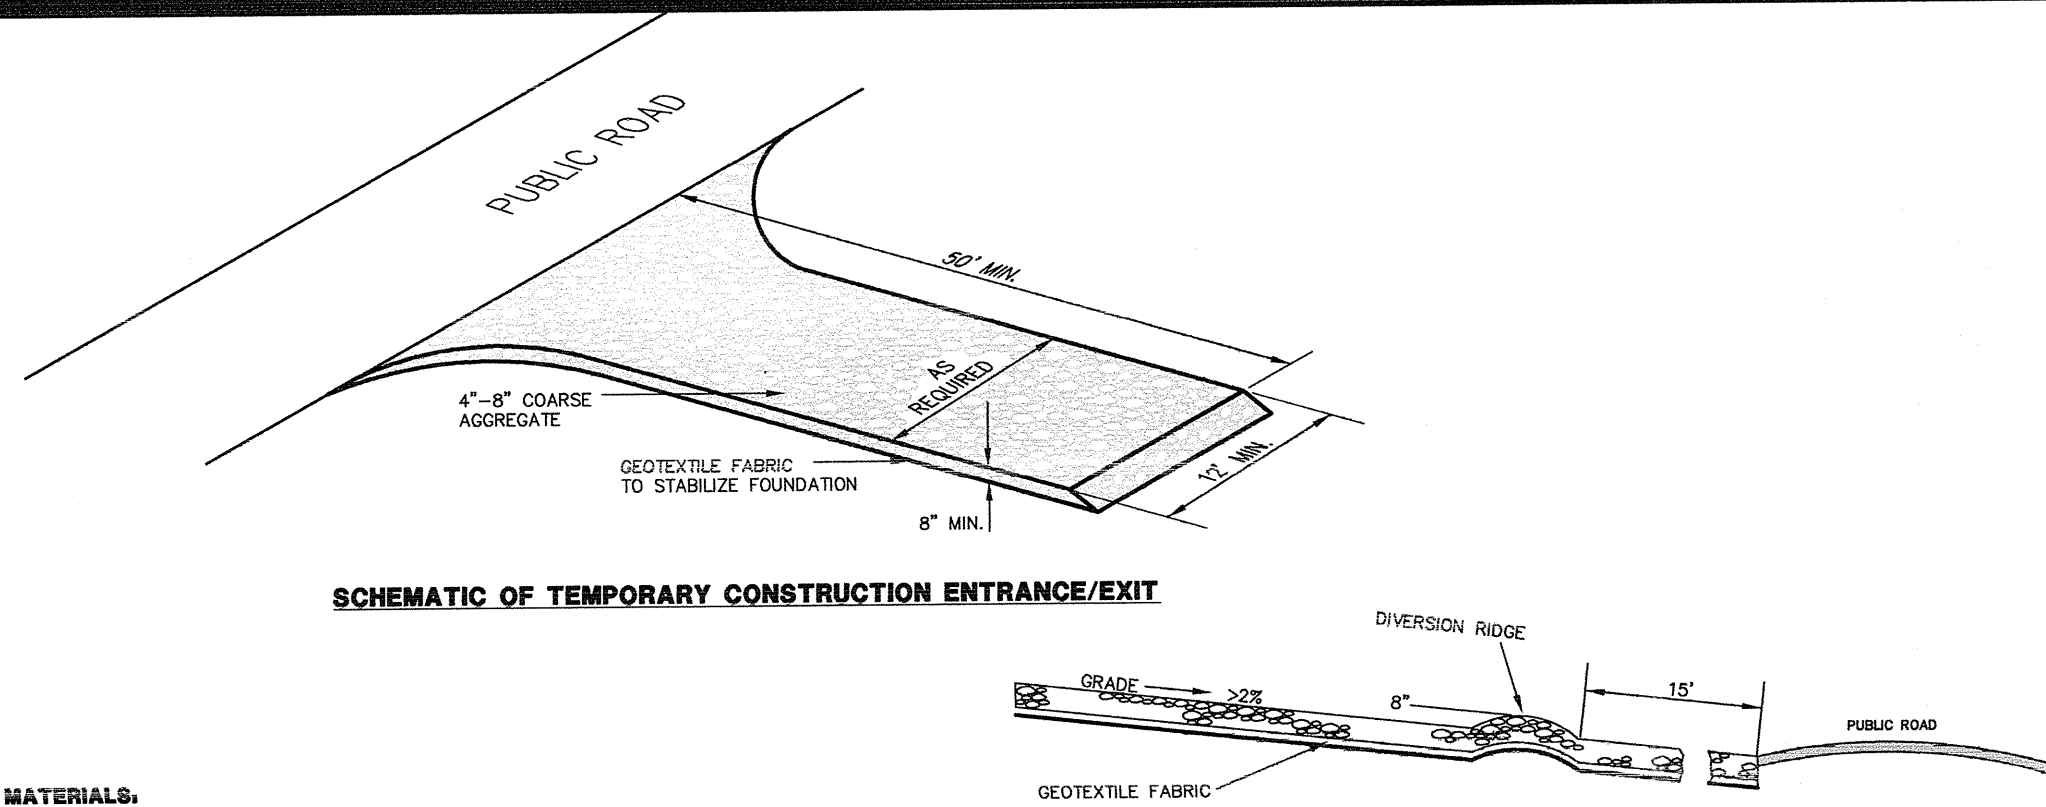 PUBLIC ROAD
50' MIN.
AS
REQUIRED
4"-8" COARSE
AGGREGATE
GEOTEXTILE FABRIC
TO STABILIZE FOUNDATION
12' MIN.
8" MIN.
SCHEMATIC OF TEMPORARY CONSTRUCTION ENTRANCE/EXIT
DIVERSION RIDGE
GRADE
>2%
8"
15'
PUBLIC ROAD
GEOTEXTILE FABRIC
MATERIALS: